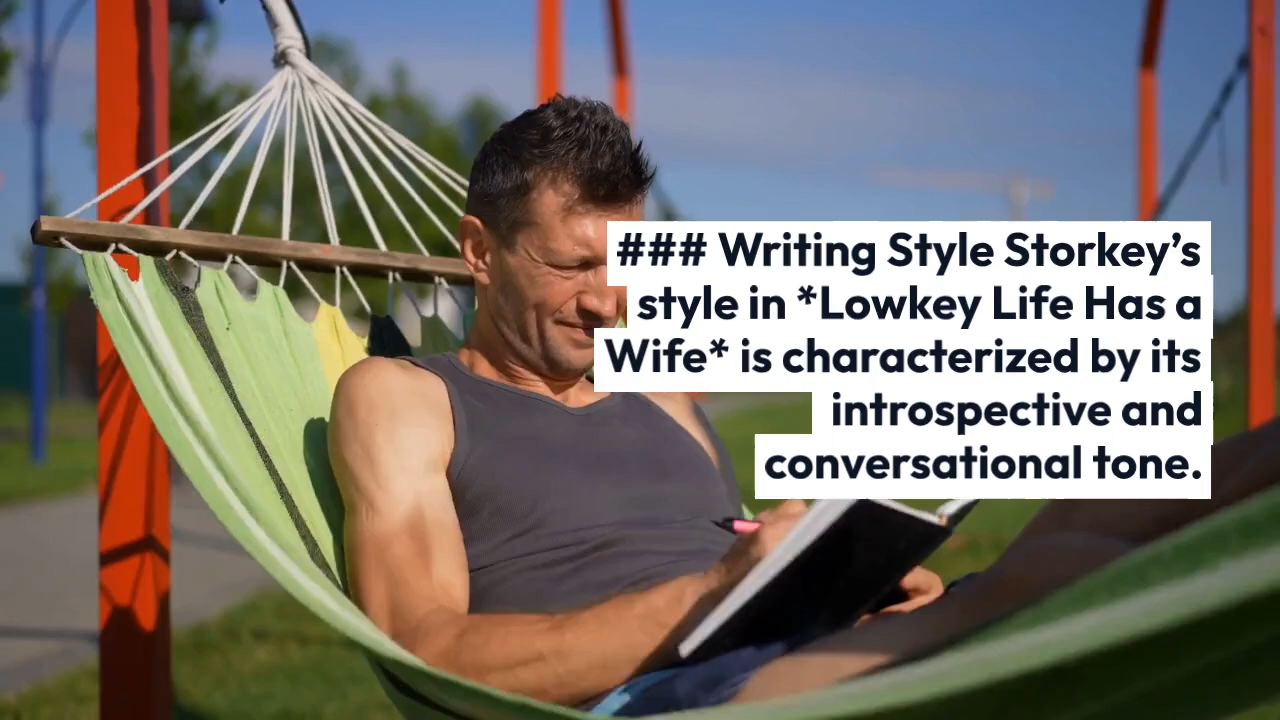 ### Writing Style Storkey’s
style in *Lowkey Life Has a
Wife* is characterized by its
introspective and
conversational tone.